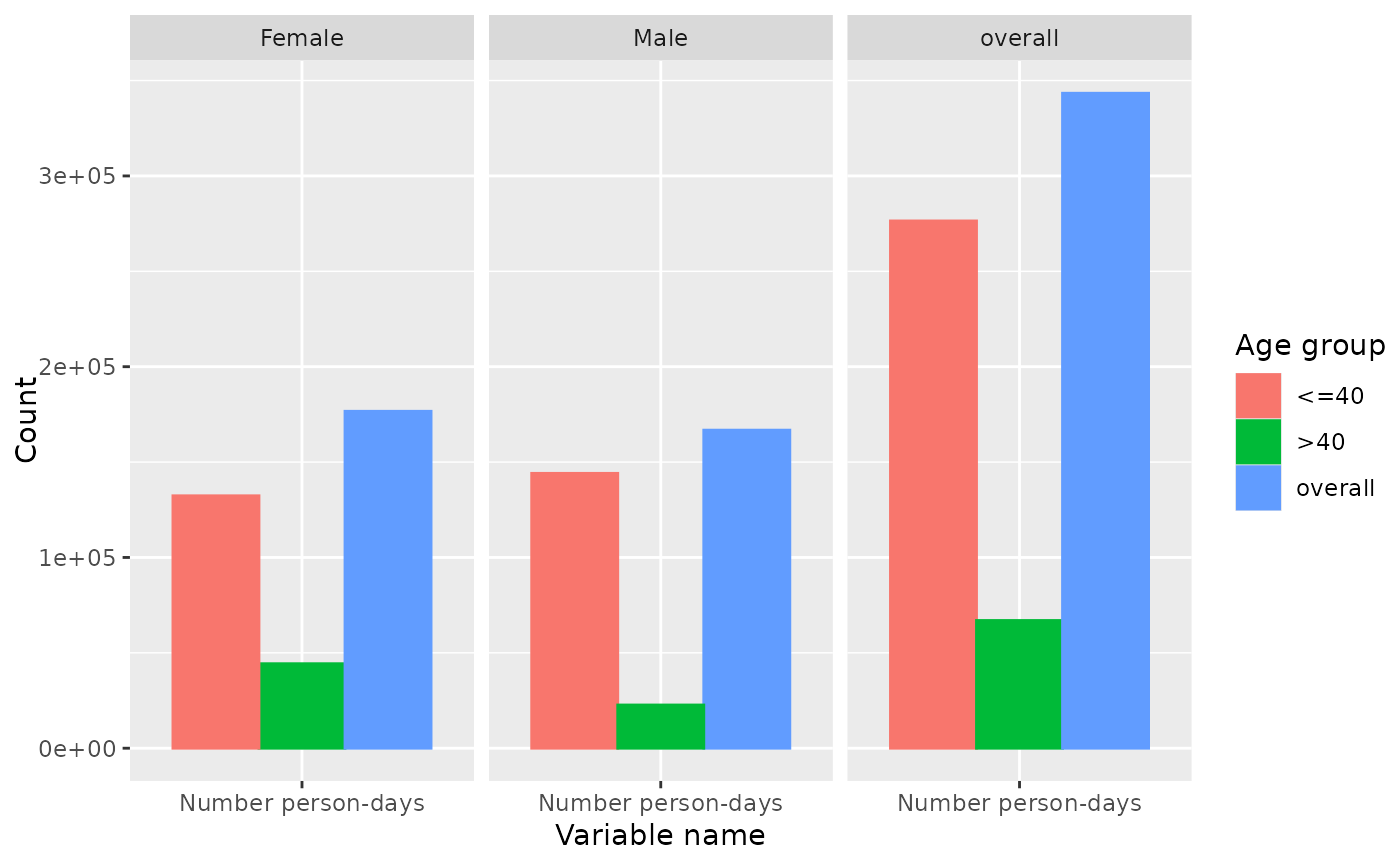 Female
Male
overall
3e+05
2e+05
1e+05
0e+00
Count
Number person-days
Number person-days
Number person-days
Variable name
Age group
<=40
>40
overall